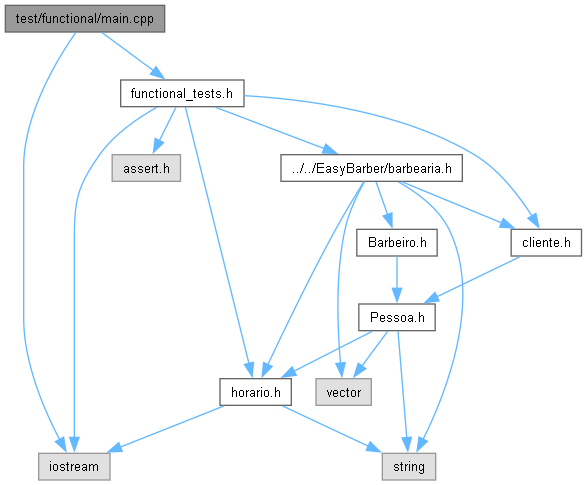 test/functional/main.cpp
functional_tests.h
assert.h
../../EasyBarber/barbearia.h
Barbeiro.h
cliente.h
Pessoa.h
horario.h
vector
iostream
string